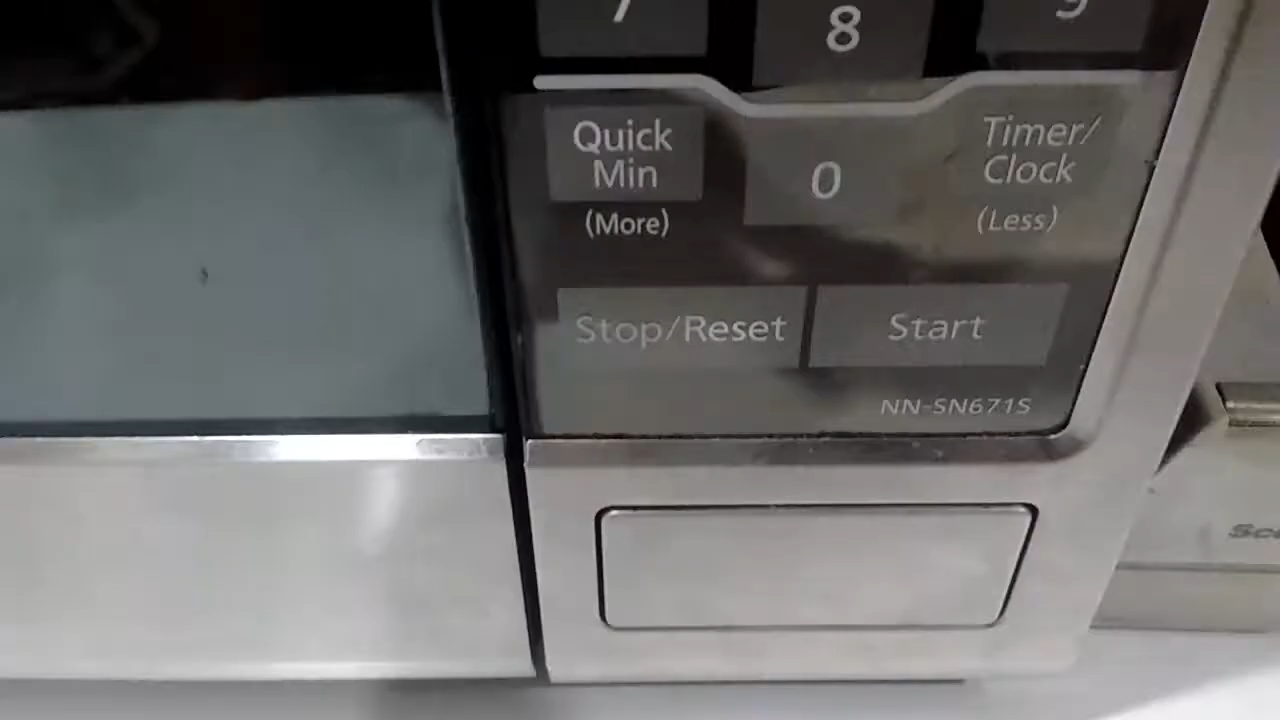 7 8 9
Quick Min
0
Timer/
Clock
(More)
(Less)
Stop/Reset Start
NN-SN671S